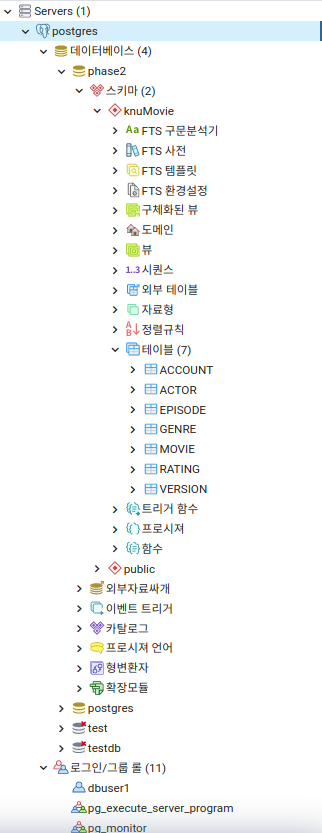 Servers (1)
postgres
데이터베이스 (4)
phase2
스키마 (2)
knuMovie
Aa FTS 구문분석기
FTS 사전
FTS 템플릿
FTS 환경설정
구체화된 뷰
도메인
뷰
1..3 시퀀스
외부 테이블
자료형
정렬규칙
테이블 (7)
ACCOUNT
ACTOR
EPISODE
GENRE
MOVIE
RATING
VERSION
트리거 함수
프로시져
함수
public
외부자료싸개
이벤트 트리거
카탈로그
프로시져 언어
형변환자
확장모듈
postgres
test
testdb
로그인/그룹 롤 (11)
dbuser1
pg_execute_server_program
pg_monitor